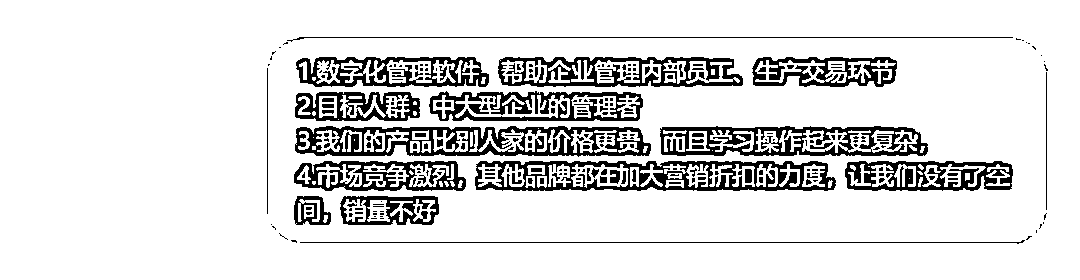 1.数字化管理软件，帮助企业管理内部员工、生产交易环节
2.目标人群：中大型企业的管理者
3.我们的产品比别人家的价格更贵，而且学习操作起来更复杂，
4.市场竞争激烈，其他品牌都在加大营销折扣的力度，让我们没有了空
间，销量不好